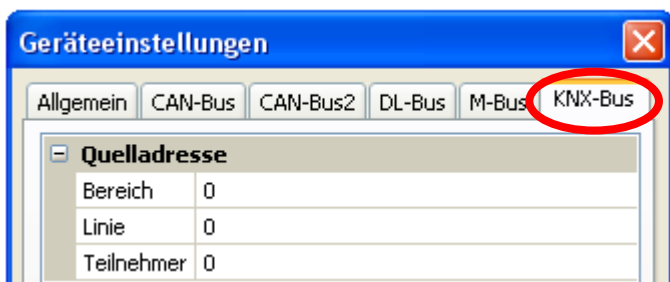 Geräteeinstellungen
Allgemein CAN-Bus CAN-Bus2 DL-Bus M-Bus KNX-Bus
Quelladresse
Bereich 0
Linie 0
Teilnehmer 0